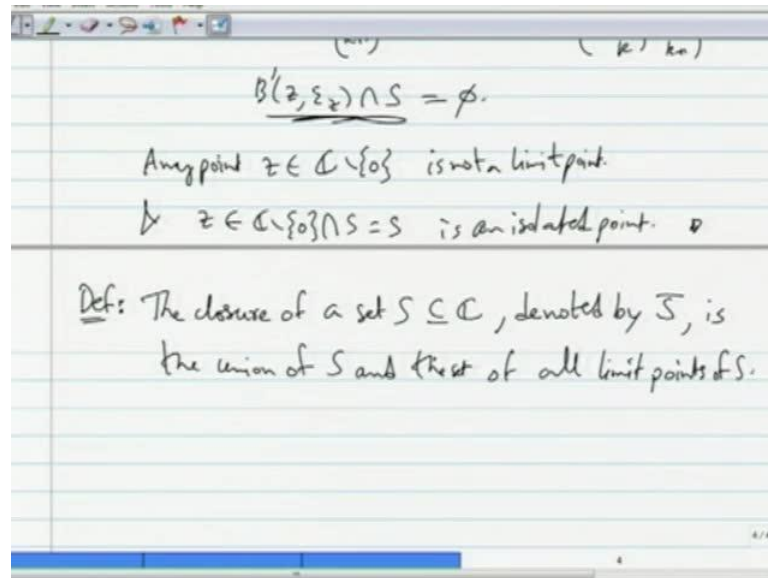 B'(z, ε_z) ∩ S = φ.
Any point z ∈ ℂ \ {0} is not a limit point.
z ∈ ℂ \ {0} ∩ S = S is an isolated point.
Def: The closure of a set S ⊆ ℂ, denoted by S̅, is
the union of S and the set of all limit points of S.